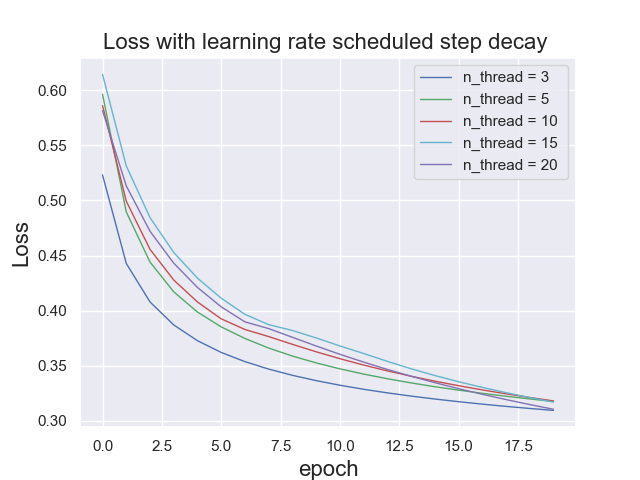 Loss with learning rate scheduled step decay
n_thread = 3
n_thread = 5
n_thread = 10
n_thread = 15
n_thread = 20
Loss
0.60
0.55
0.50
0.45
0.40
0.35
0.30
0.0 2.5 5.0 7.5 10.0 12.5 15.0 17.5
epoch